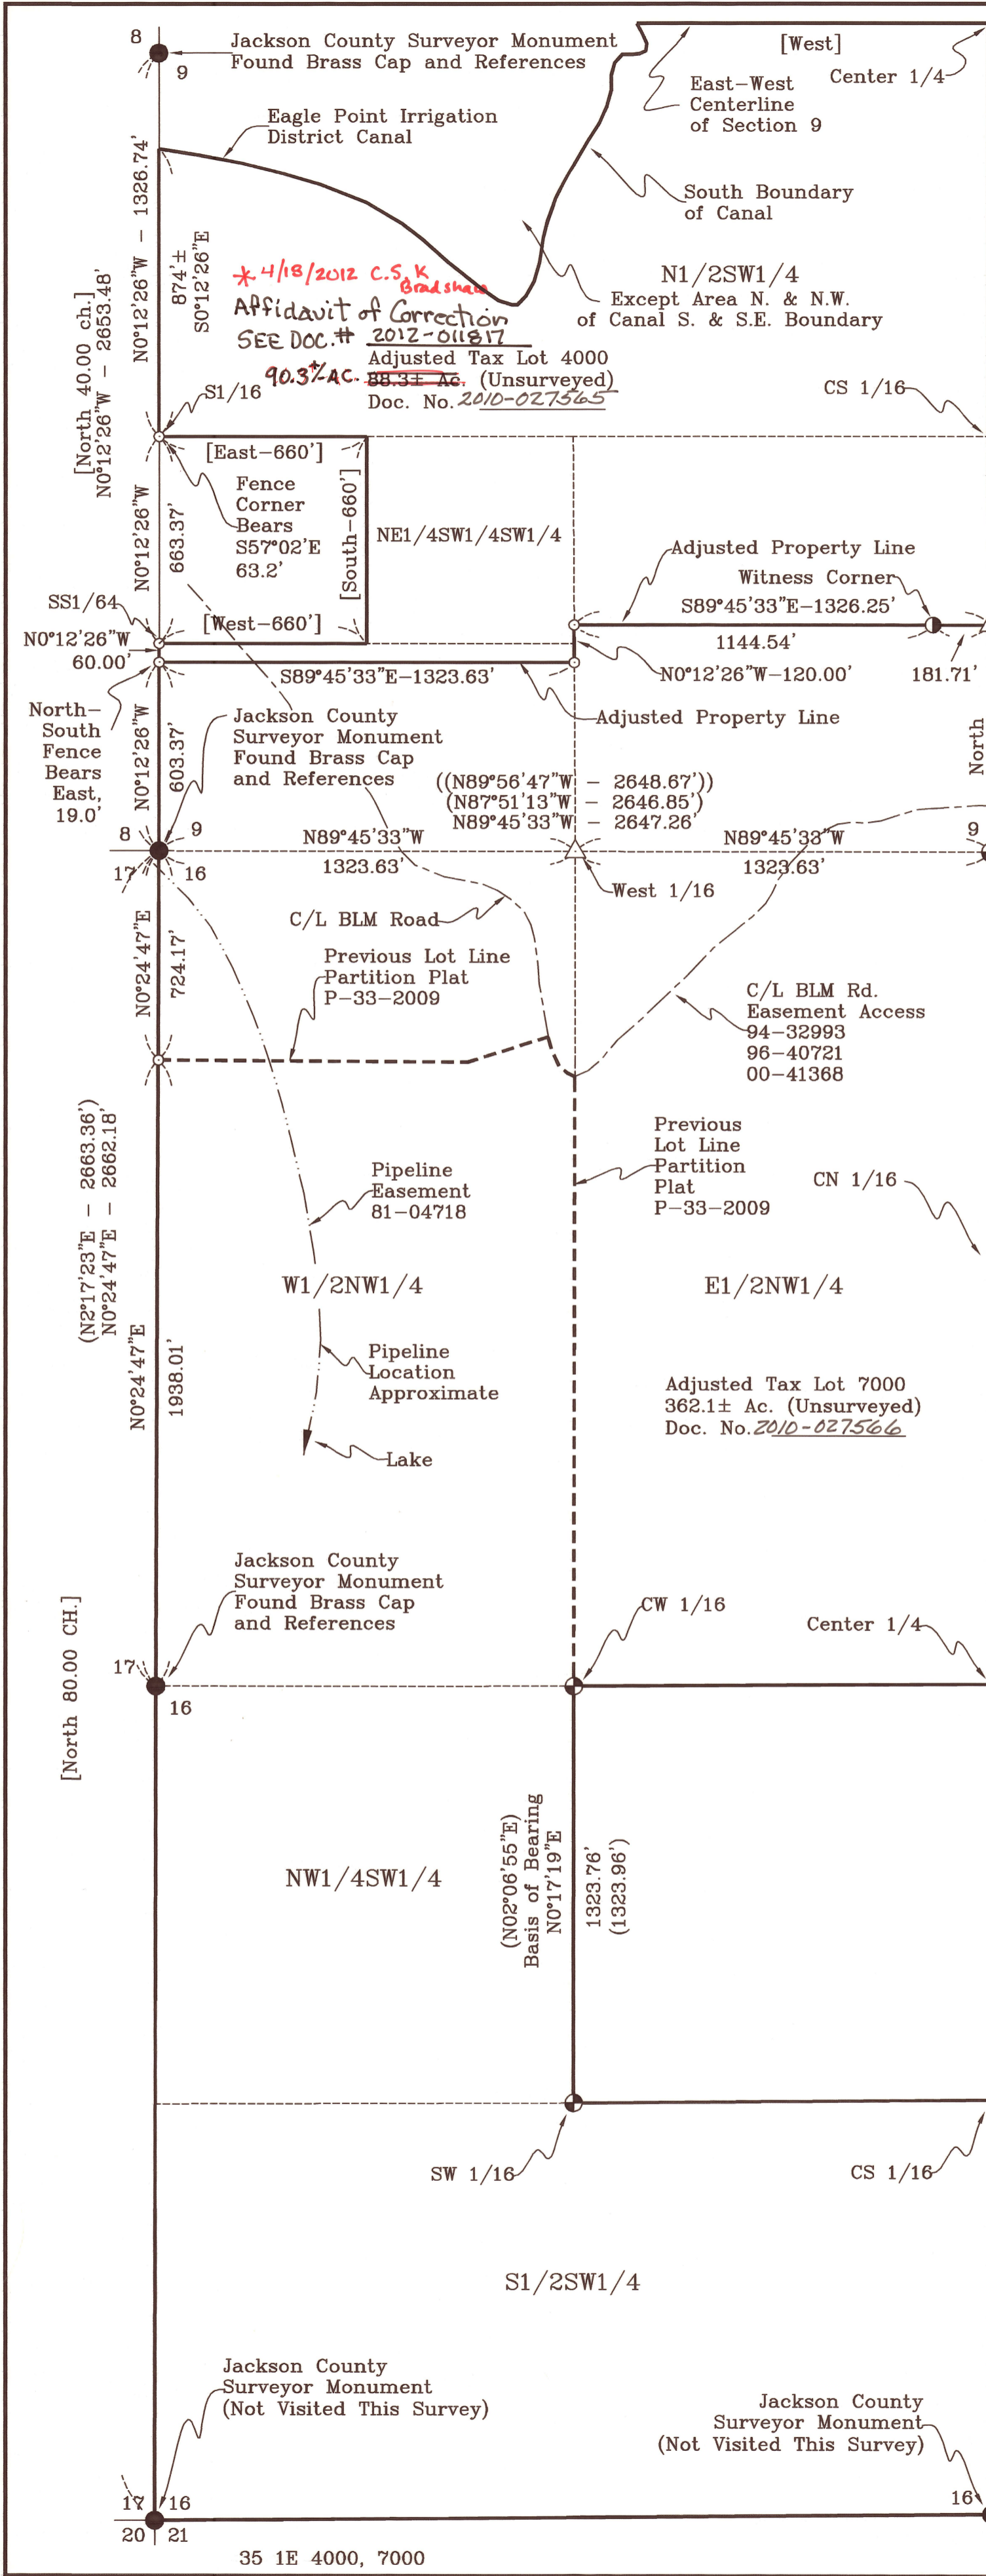 8
9
Jackson County Surveyor Monument
Found Brass Cap and References
[West]
Center 1/4
East-West
Centerline
of Section 9
Eagle Point Irrigation
District Canal
South Boundary
of Canal
N0°12'26"W - 1326.74'
874'±
S0°12'26"E
[North 40.00 ch.]
N0°12'26"W - 2653.48'
N1/2SW1/4
Except Area N. & N.W.
of Canal S. & S.E. Boundary
* 4/18/2012 C.S. K
Bradshaw
Affidavit of Correction
SEE DOC.# 2012-011817
Adjusted Tax Lot 4000
90.3± AC. 88.3± Ac. (Unsurveyed)
Doc. No. 2010-027565
S1/16
CS 1/16
[East-660']
Fence
Corner
Bears
S57°02'E
63.2'
[South-660']
NE1/4SW1/4SW1/4
N0°12'26"W
663.37'
Adjusted Property Line
Witness Corner
S89°45'33"E-1326.25'
SS1/64
[West-660']
1144.54'
N0°12'26"W
60.00'
S89°45'33"E-1323.63'
N0°12'26"W-120.00'
181.71'
North-
South
Fence
Bears
East,
19.0'
N0°12'26"W
603.37'
Jackson County
Surveyor Monument
Found Brass Cap
and References
Adjusted Property Line
North
((N89°56'47"W - 2648.67'))
(N87°51'13"W - 2646.85')
N89°45'33"W - 2647.26'
8
9
N89°45'33"W
N89°45'33"W
9
17
16
1323.63'
1323.63'
West 1/16
C/L BLM Road
N0°24'47"E
724.17'
Previous Lot Line
Partition Plat
P-33-2009
C/L BLM Rd.
Easement Access
94-32993
96-40721
00-41368
(N2°17'23"E - 2663.36')
N0°24'47"E - 2662.18'
Previous
Lot Line
Partition
Plat
P-33-2009
Pipeline
Easement
81-04718
CN 1/16
W1/2NW1/4
E1/2NW1/4
N0°24'47"E
1938.01'
Pipeline
Location
Approximate
Adjusted Tax Lot 7000
362.1± Ac. (Unsurveyed)
Doc. No. 2010-027566
Lake
Jackson County
Surveyor Monument
Found Brass Cap
and References
[North 80.00 CH.]
CW 1/16
Center 1/4
17
16
(N02°06'55"E)
Basis of Bearing
N0°17'19"E
1323.76'
(1323.96')
NW1/4SW1/4
SW 1/16
CS 1/16
S1/2SW1/4
Jackson County
Surveyor Monument
(Not Visited This Survey)
Jackson County
Surveyor Monument
(Not Visited This Survey)
17
16
16
20
21
35 1E 4000, 7000